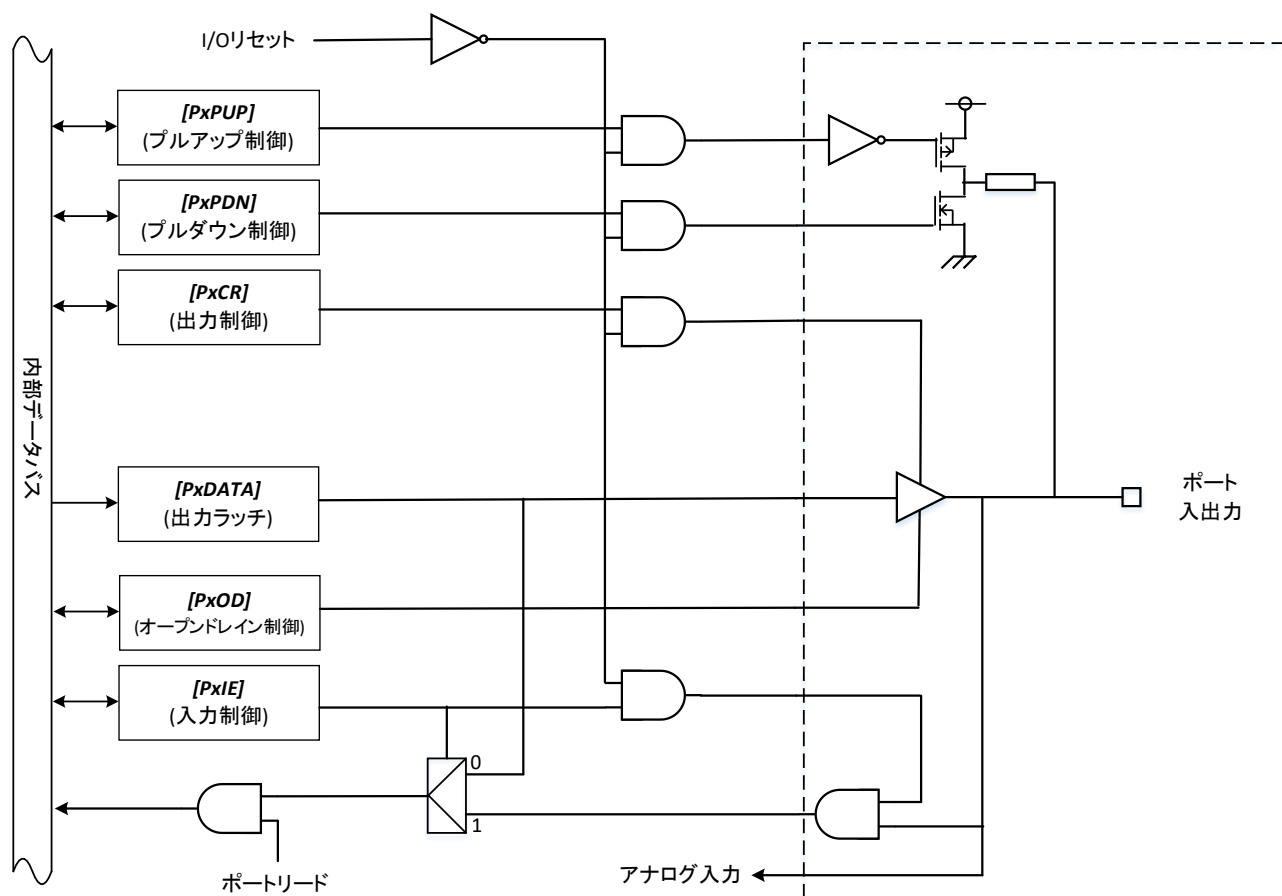 I/Oリセット
[PxPUP]
(プルアップ制御)
[PxPDN]
(プルダウン制御)
[PxCR]
(出力制御)
内部データバス
[PxDATA]
(出力ラッチ)
ポート
入出力
[PxOD]
(オープンドレイン制御)
[PxIE]
(入力制御)
0
1
ポートリード
アナログ入力